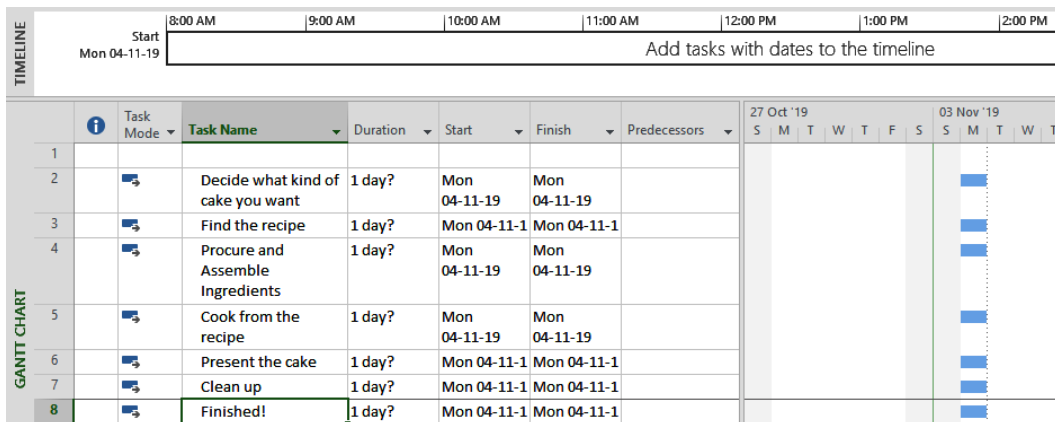 TIMELINE
8:00 AM 9:00 AM 10:00 AM 11:00 AM 12:00 PM 1:00 PM 2:00 PM
Start
Mon 04-11-19
Add tasks with dates to the timeline
GANTT CHART
Task Mode Task Name Duration Start Finish Predecessors
27 Oct '19 03 Nov '19
S M T W T F S S M T W T
1
2 Decide what kind of 1 day? Mon Mon
cake you want 04-11-19 04-11-19
3 Find the recipe 1 day? Mon 04-11-1 Mon 04-11-1
4 Procure and 1 day? Mon Mon
Assemble 04-11-19 04-11-19
Ingredients
5 Cook from the 1 day? Mon Mon
recipe 04-11-19 04-11-19
6 Present the cake 1 day? Mon 04-11-1 Mon 04-11-1
7 Clean up 1 day? Mon 04-11-1 Mon 04-11-1
8 Finished! 1 day? Mon 04-11-1 Mon 04-11-1